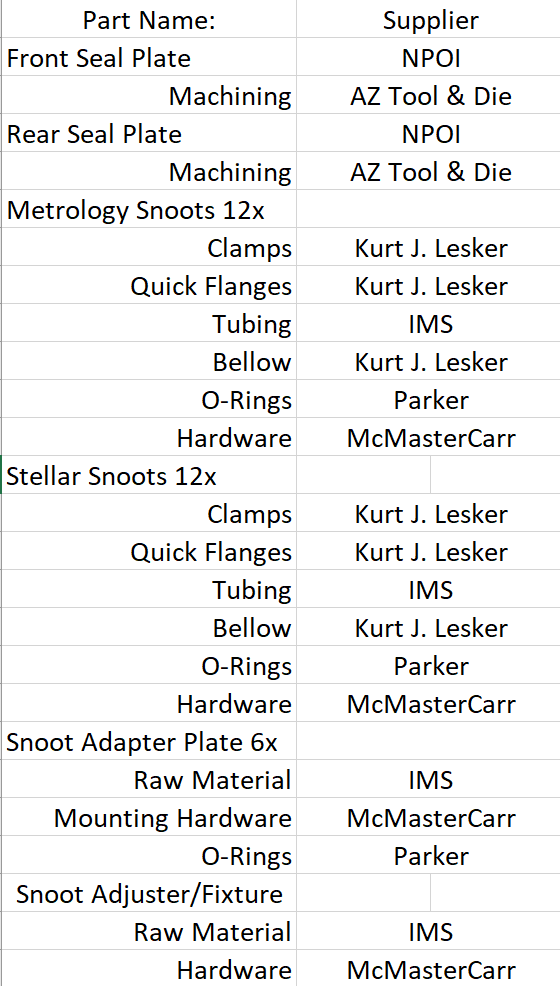 Part Name: Supplier
Front Seal Plate NPOI
Machining AZ Tool & Die
Rear Seal Plate NPOI
Machining AZ Tool & Die
Metrology Snoots 12x
Clamps Kurt J. Lesker
Quick Flanges Kurt J. Lesker
Tubing IMS
Bellow Kurt J. Lesker
O-Rings Parker
Hardware McMasterCarr
Stellar Snoots 12x
Clamps Kurt J. Lesker
Quick Flanges Kurt J. Lesker
Tubing IMS
Bellow Kurt J. Lesker
O-Rings Parker
Hardware McMasterCarr
Snoot Adapter Plate 6x
Raw Material IMS
Mounting Hardware McMasterCarr
O-Rings Parker
Snoot Adjuster/Fixture
Raw Material IMS
Hardware McMasterCarr